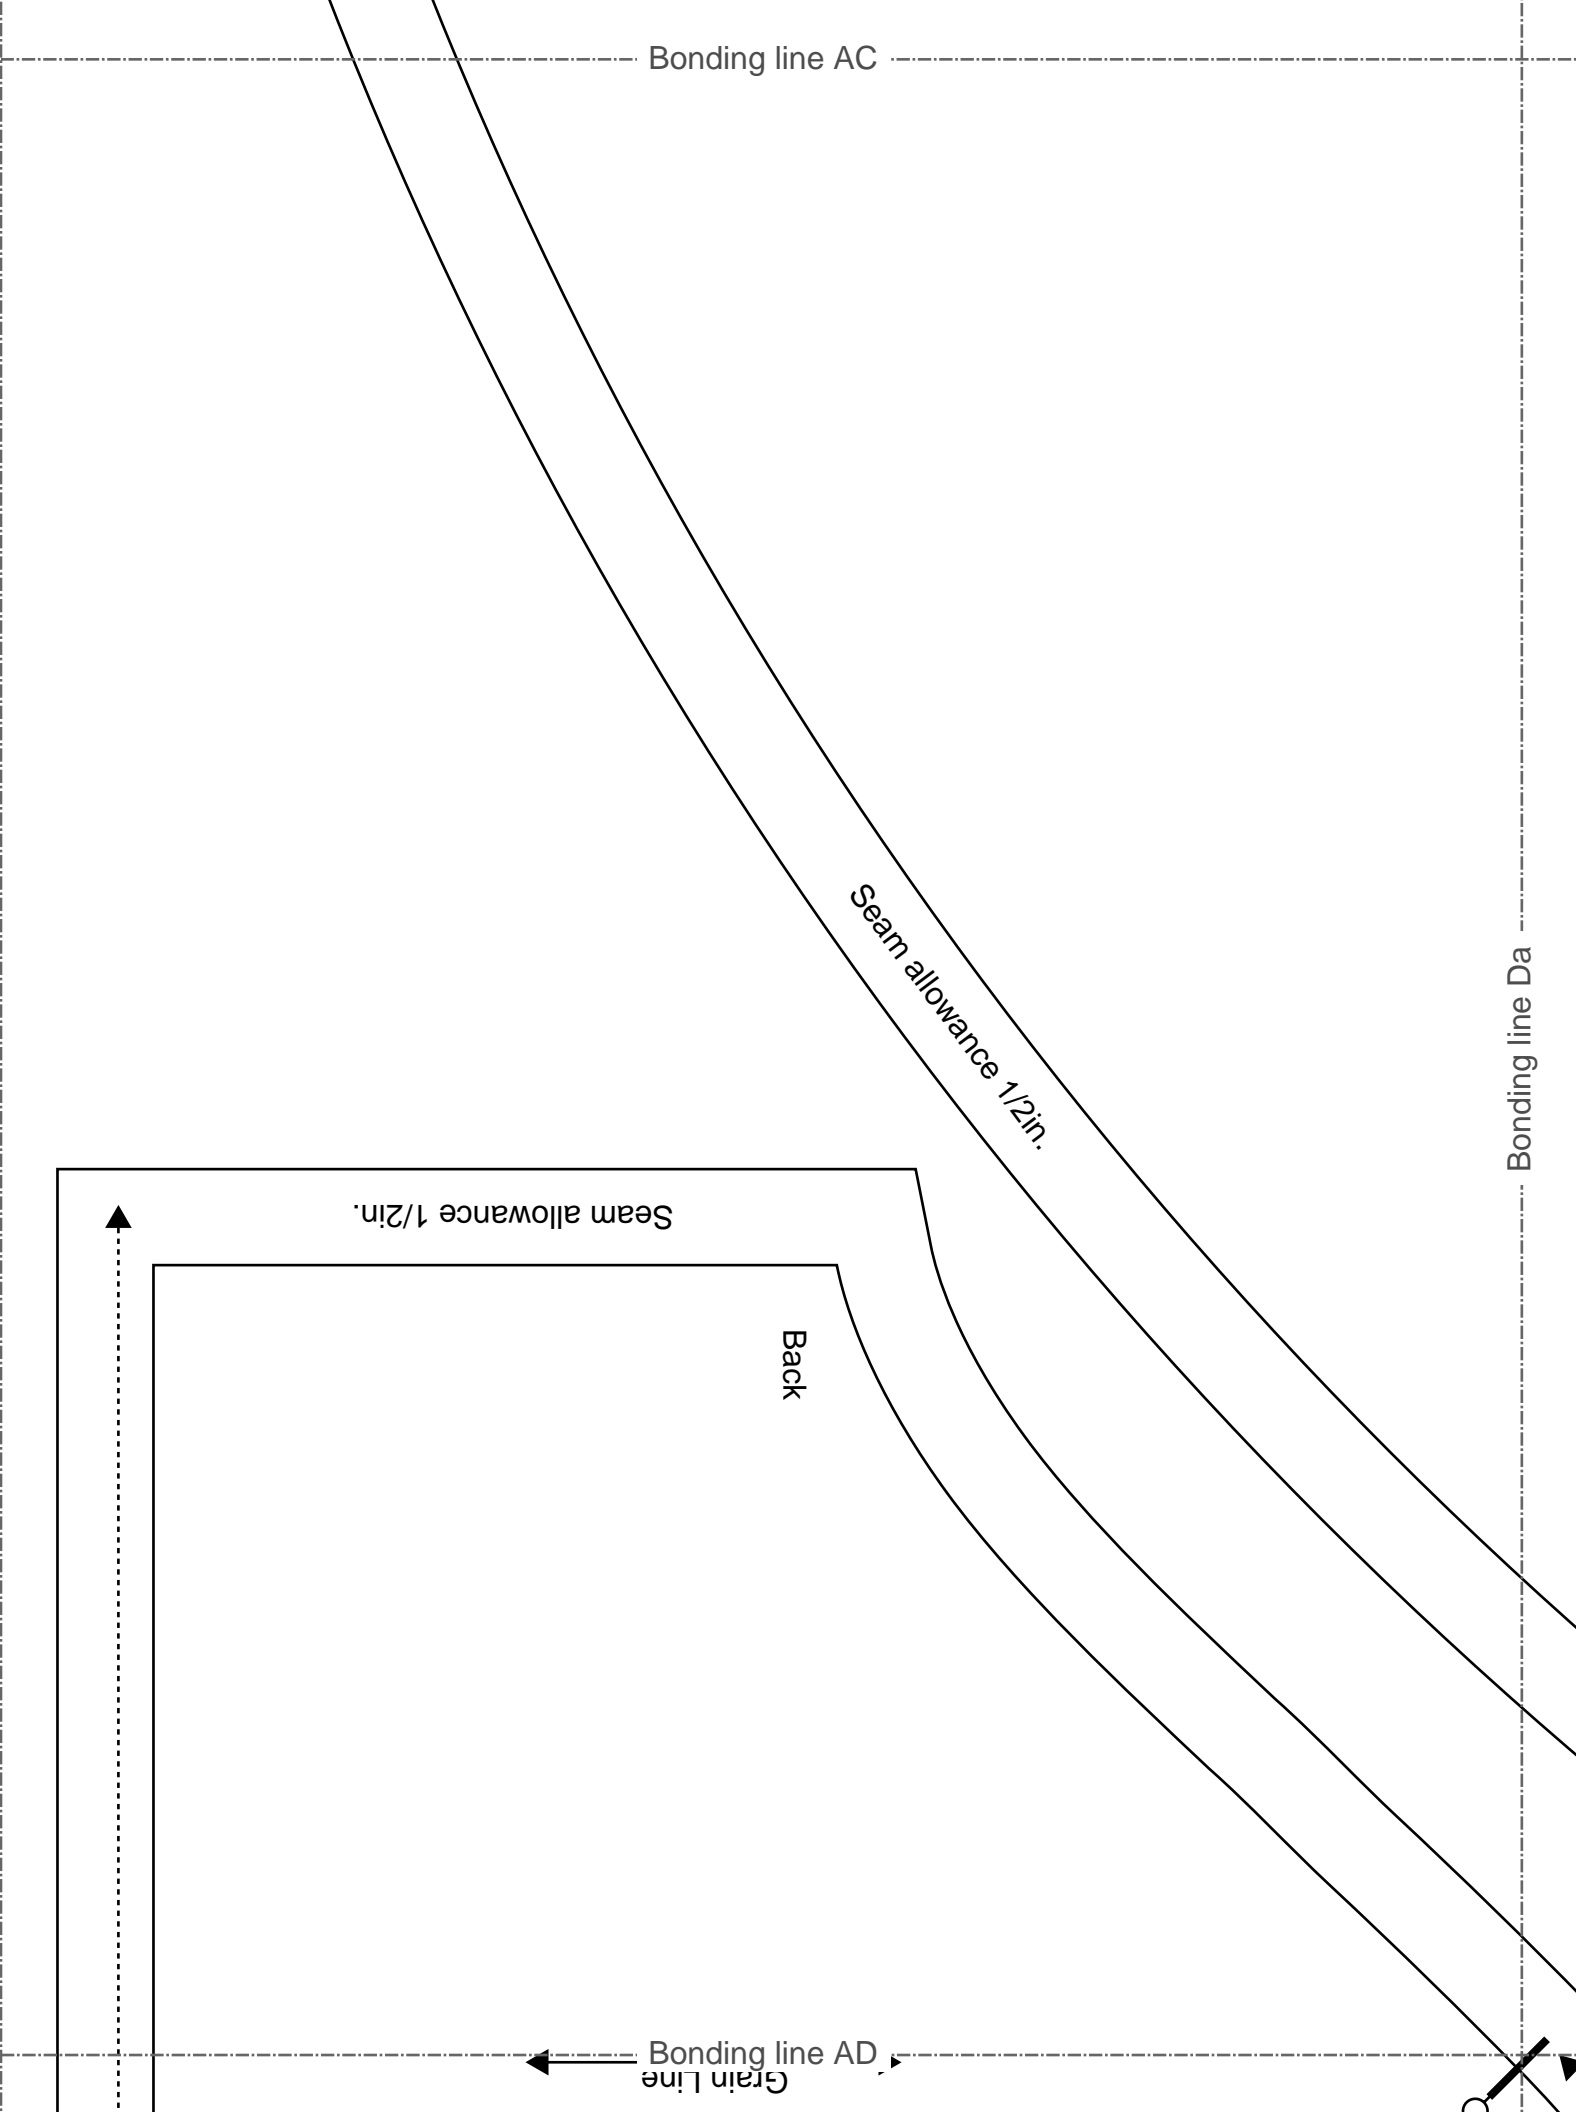 Bonding line AC
Seam allowance 1/2in.
Bonding line Da
Seam allowance 1/2in.
Back
Bonding line AD
Grain Line